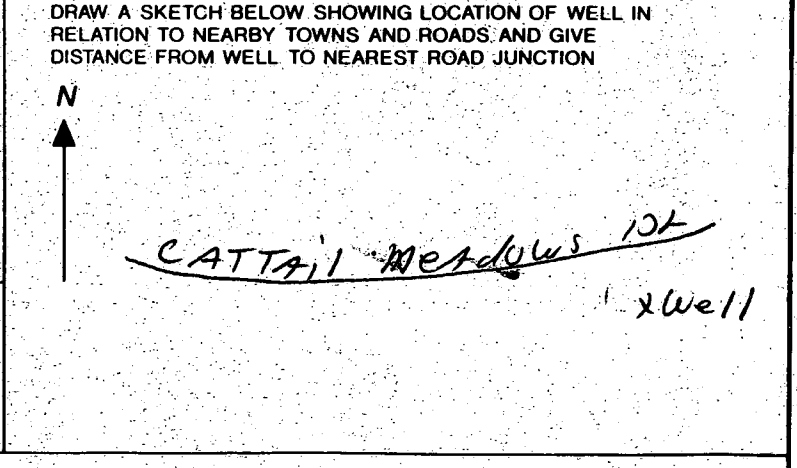 DRAW A SKETCH BELOW SHOWING LOCATION OF WELL IN
RELATION TO NEARBY TOWNS AND ROADS AND GIVE
DISTANCE FROM WELL TO NEAREST ROAD JUNCTION
N
CATTAil Meadows
x Well